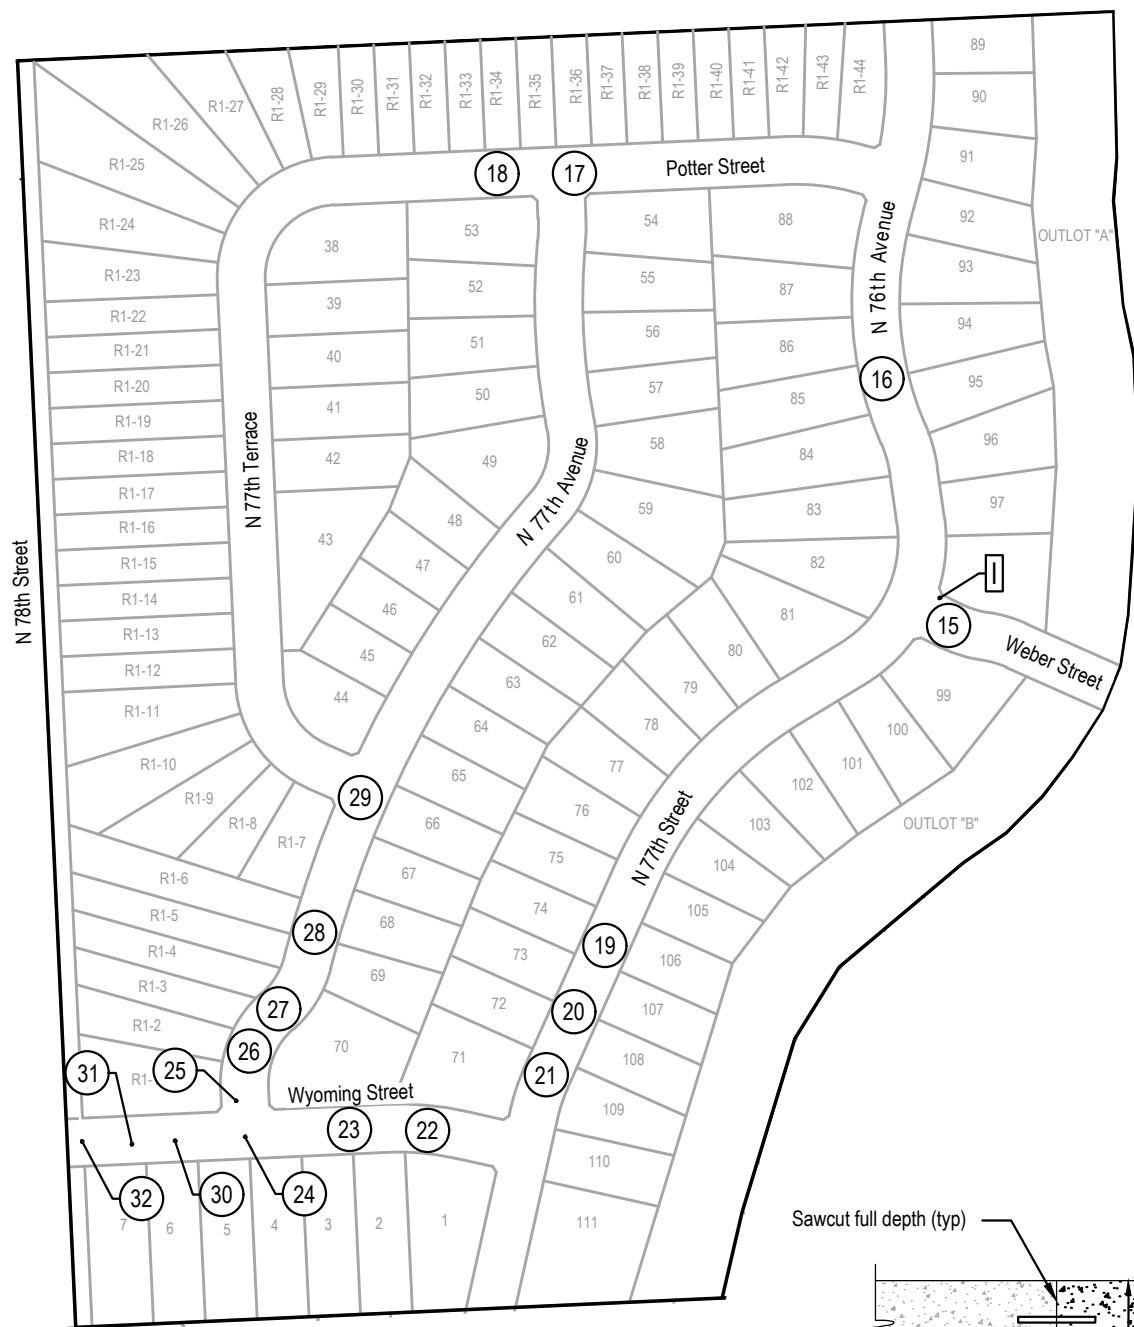 89
R1-44
R1-43
R1-42
R1-41
R1-40
R1-39
R1-38
R1-37
R1-36
R1-35
R1-34
R1-33
R1-32
R1-31
R1-30
R1-29
R1-28
R1-27
R1-26
R1-25
R1-24
R1-23
R1-22
R1-21
R1-20
R1-19
R1-18
R1-17
R1-16
R1-15
R1-14
R1-13
R1-12
R1-11
R1-10
R1-9
R1-8
R1-7
R1-6
R1-5
R1-4
R1-3
R1-2
R1-
90
91
92
93
94
95
96
97
OUTLOT "A"
18
17
Potter Street
N 76th Avenue
16
N 77th Avenue
N 77th Terrace
N 78th Street
38
39
40
41
42
43
44
45
46
47
48
49
50
51
52
53
54
55
56
57
58
59
60
61
62
63
64
65
66
67
68
69
70
71
72
73
74
75
76
77
78
79
80
81
82
83
84
85
86
87
88
I
15
Weber Street
99
100
101
102
103
104
105
106
107
108
109
110
111
OUTLOT "B"
N 77th Street
29
28
27
26
25
31
19
20
21
Wyoming Street
23
22
32
30
24
7
6
5
4
3
2
1
Sawcut full depth (typ)